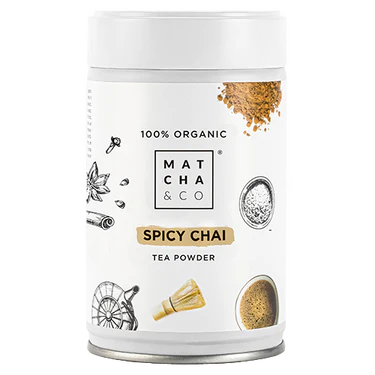 100% ORGANIC
MAT
CHA
& CO
®
SPICY CHAI
TEA POWDER